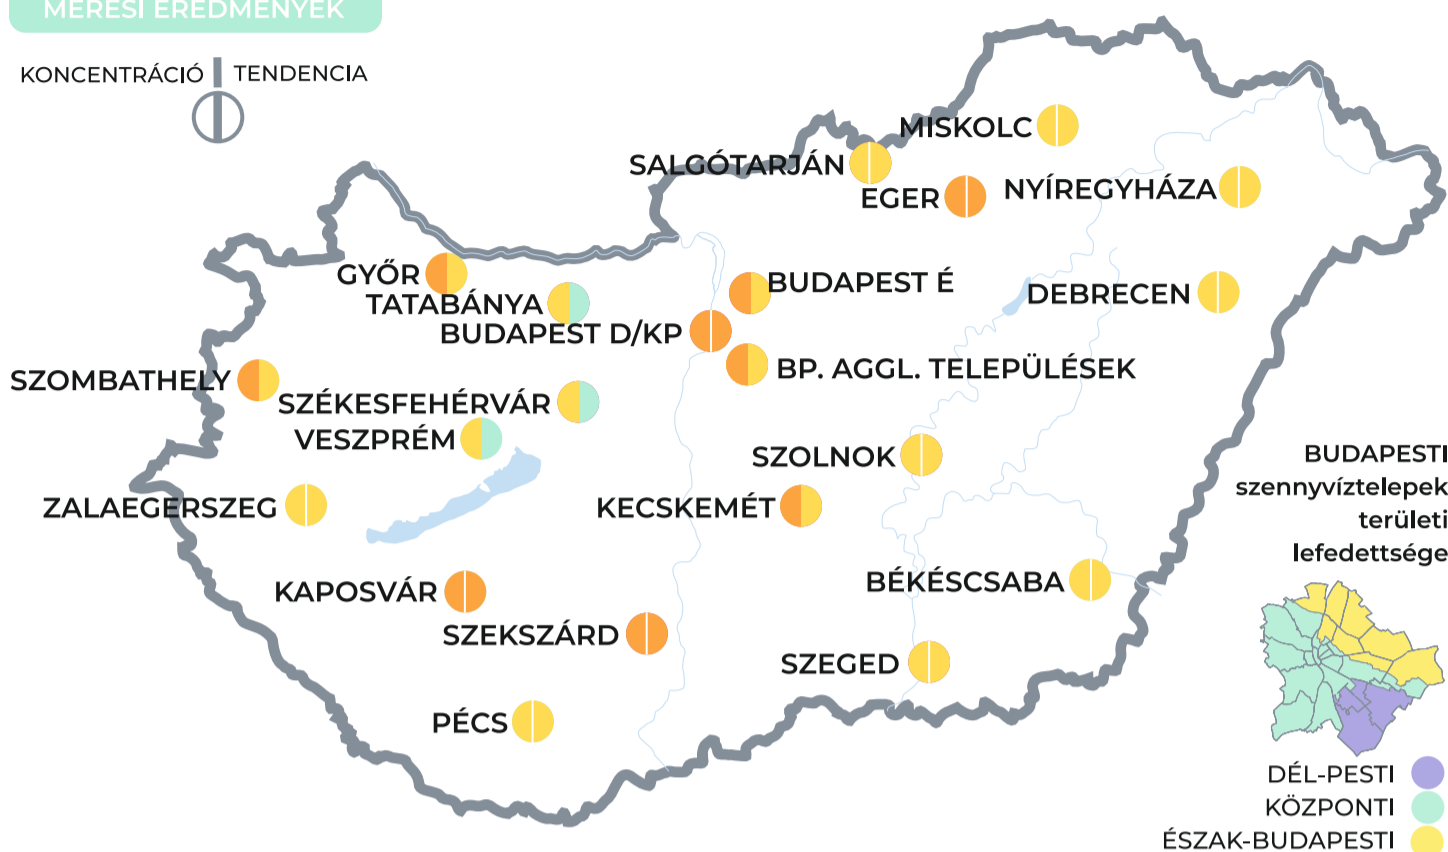 MÉRÉSI EREDMÉNYEK
KONCENTRÁCIÓ TENDENCIA
MISKOLC
SALGÓTARJÁN
EGER
NYÍREGYHÁZA
GYŐR
TATABÁNYA
BUDAPEST É
DEBRECEN
BUDAPEST D/KP
BP. AGGL. TELEPÜLÉSEK
SZOMBATHELY
SZÉKESFEHÉRVÁR
VESZPRÉM
SZOLNOK
ZALAEGERSZEG
KECSKEMÉT
BÉKÉSCSABA
KAPOSVÁR
SZEKSZÁRD
SZEGED
PÉCS
BUDAPESTI
szennyvíztelepek
területi
lefedettsége
DÉL-PESTI
KÖZPONTI
ÉSZAK-BUDAPESTI